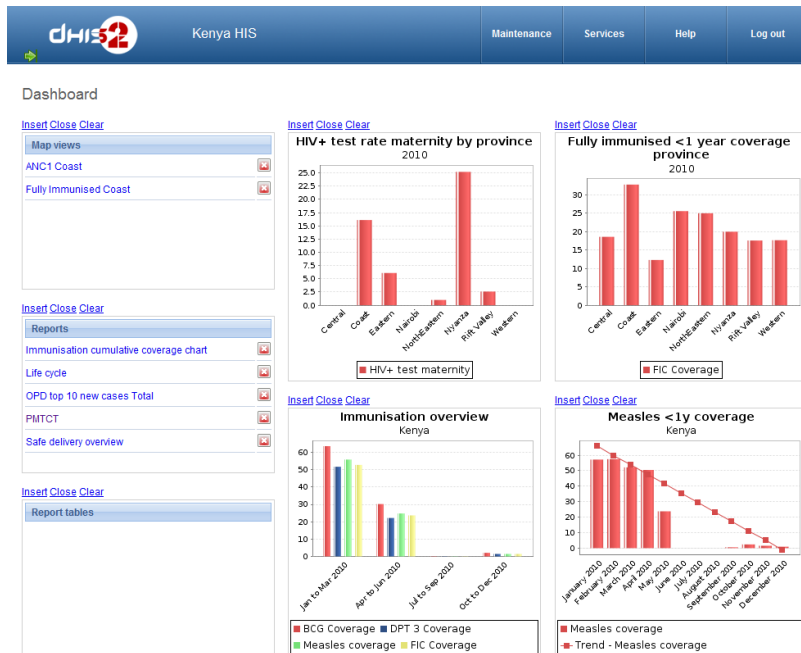 dHIS2
Kenya HIS
Maintenance
Services
Help
Log out
Dashboard
Insert Close Clear
Map views
ANC1 Coast
Fully Immunised Coast
Insert Close Clear
HIV+ test rate maternity by province
2010
25.0
22.5
20.0
17.5
15.0
12.5
10.0
7.5
5.0
2.5
0.0
Central
Coast
Eastern
Nairobi
NorthEastern
Nyanza
Rift Valley
Western
HIV+ test maternity
Insert Close Clear
Fully immunised <1 year coverage
province
2010
30
25
20
15
10
5
0
Central
Coast
Eastern
Nairobi
NorthEastern
Nyanza
Rift Valley
Western
FIC Coverage
Insert Close Clear
Reports
Immunisation cumulative coverage chart
Life cycle
OPD top 10 new cases Total
PMTCT
Safe delivery overview
Insert Close Clear
Report tables
Insert Close Clear
Immunisation overview
Kenya
60
50
40
30
20
10
0
Jan to Mar 2010
Apr to Jun 2010
Jul to Sep 2010
Oct to Dec 2010
BCG Coverage DPT 3 Coverage
Measles coverage FIC Coverage
Insert Close Clear
Measles <1y coverage
Kenya
60
50
40
30
20
10
0
January 2010
February 2010
March 2010
April 2010
May 2010
June 2010
July 2010
August 2010
September 2010
October 2010
November 2010
December 2010
Measles coverage
Trend - Measles coverage